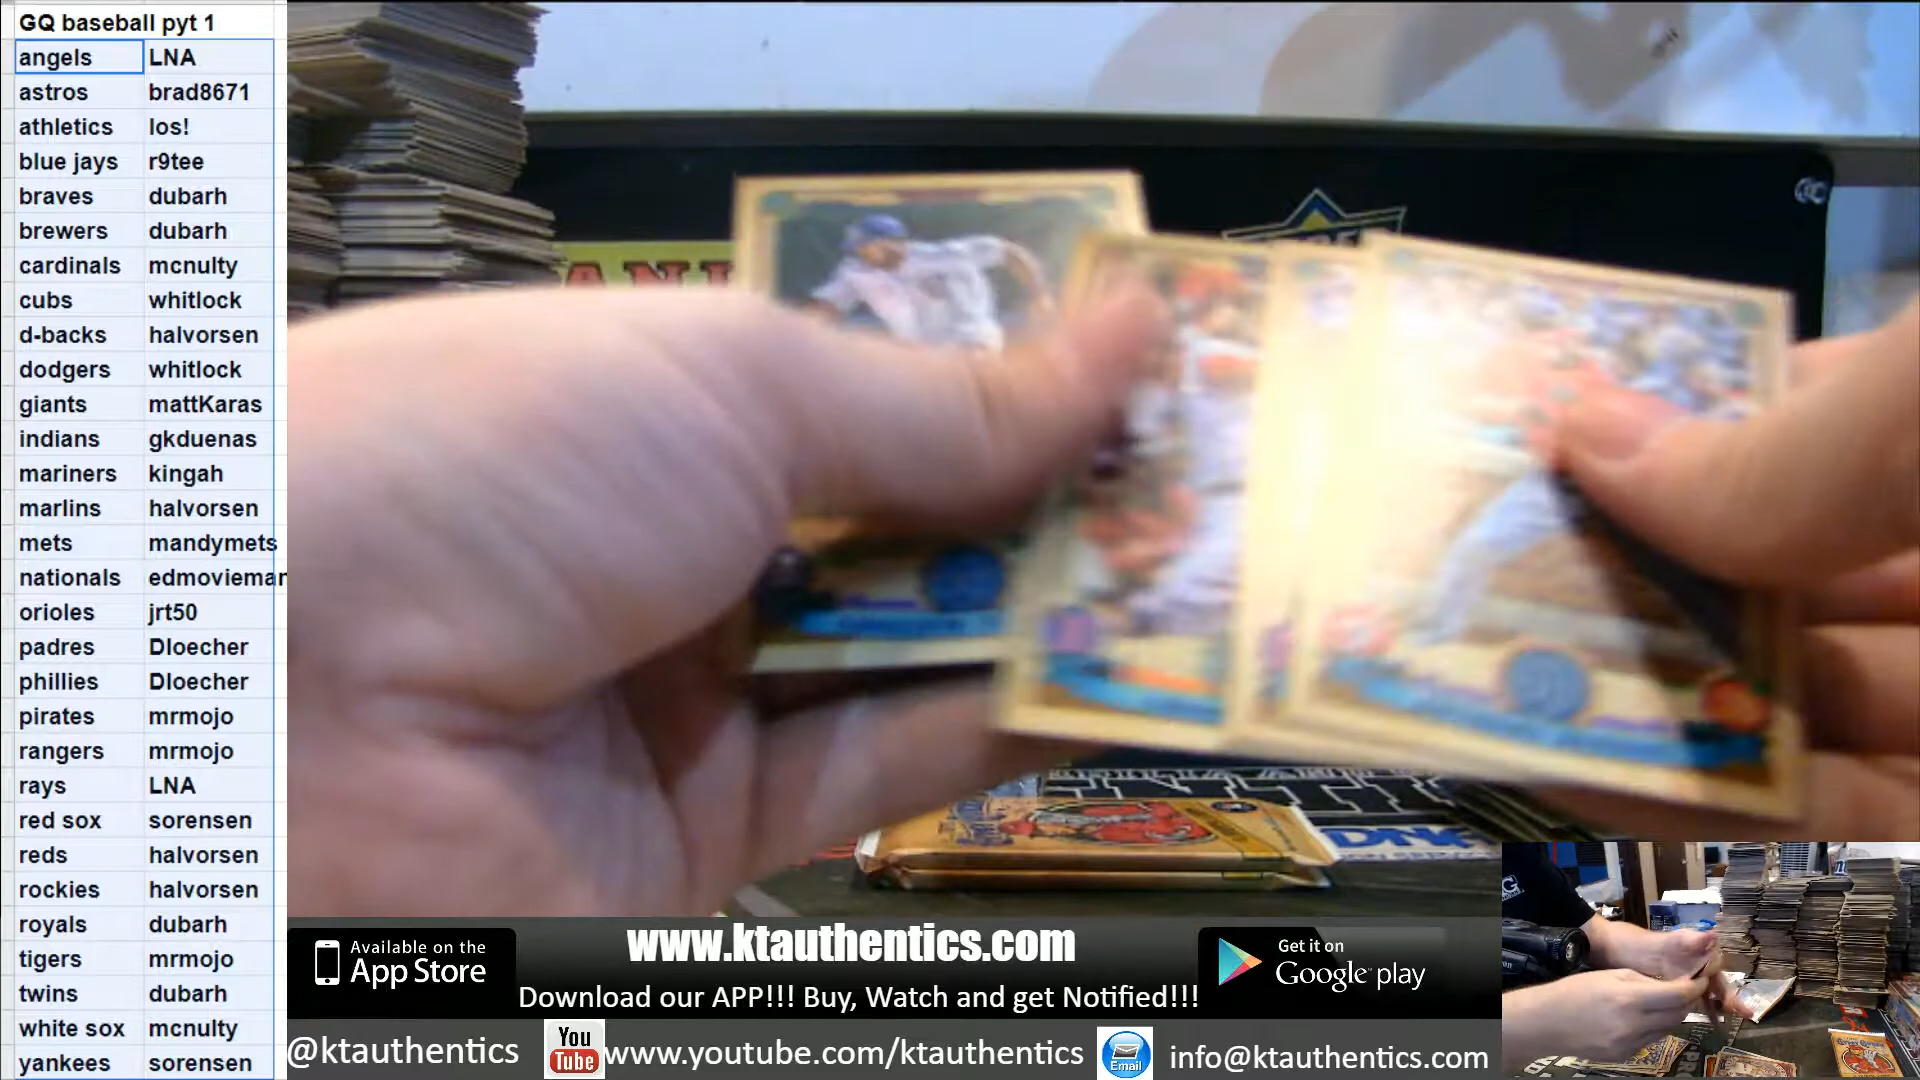 GQ baseball pyt 1
angels LNA
astros brad8671
athletics los!
blue jays r9tee
braves dubarh
brewers dubarh
cardinals mcnulty
cubs whitlock
d-backs halvorsen
dodgers whitlock
giants mattKaras
indians gkduenas
mariners kingah
marlins halvorsen
mets mandymets
nationals edmovieman
orioles jrt50
padres Dloecher
phillies Dloecher
pirates mrmojo
rangers mrmojo
rays LNA
red sox sorensen
reds halvorsen
rockies halvorsen
royals dubarh
tigers mrmojo
twins dubarh
white sox mcnulty
yankees sorensen
Available on the
App Store
www.ktauthentics.com
Get it on
Google play
Download our APP!!! Buy, Watch and get Notified!!!
@ktauthentics
You
Tube
www.youtube.com/ktauthentics
Email
info@ktauthentics.com